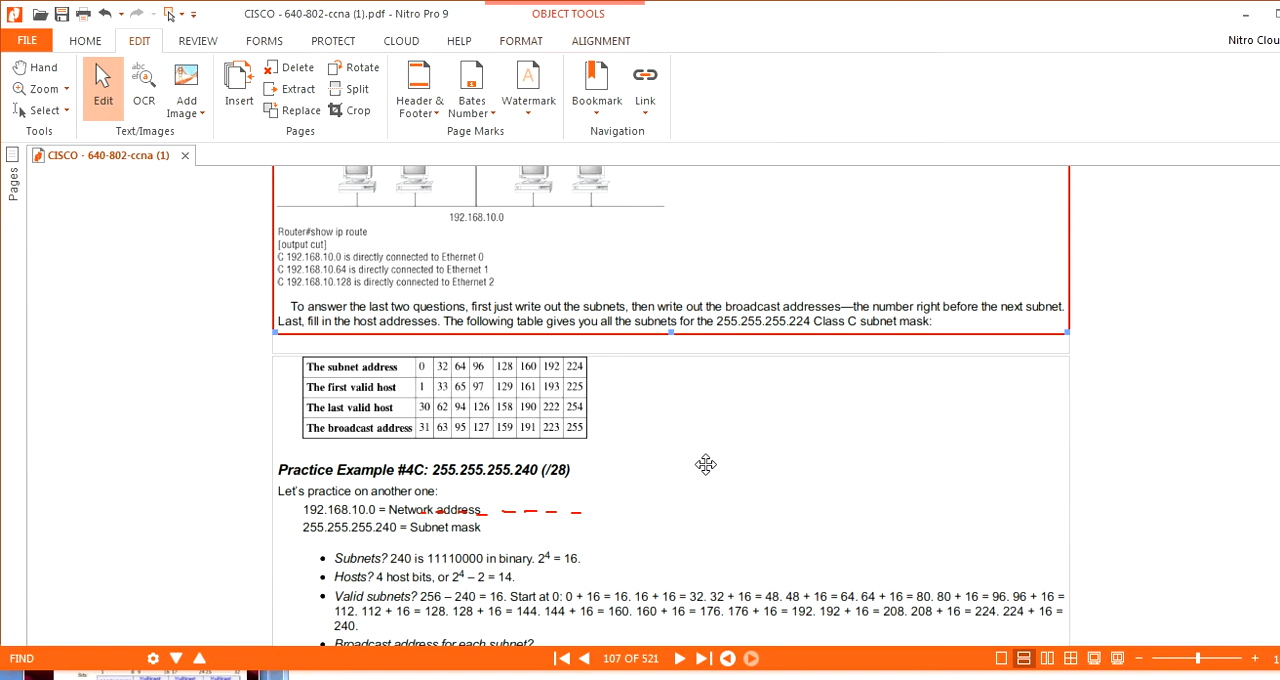 CISCO - 640-802-ccna (1).pdf - Nitro Pro 9
OBJECT TOOLS
FILE HOME EDIT REVIEW FORMS PROTECT CLOUD HELP FORMAT ALIGNMENT
Nitro Clou
Hand
Zoom
Select
Tools
Edit
abc
OCR
Add
Image
Text/Images
Insert
Delete
Extract
Replace
Rotate
Split
Crop
Pages
Header &
Footer
Bates
Number
Watermark
Page Marks
Bookmark
Link
Navigation
CISCO - 640-802-ccna (1)
Pages
192.168.10.0
Router#show ip route
[output cut]
C 192.168.10.0 is directly connected to Ethernet 0
C 192.168.10.64 is directly connected to Ethernet 1
C 192.168.10.128 is directly connected to Ethernet 2
To answer the last two questions, first just write out the subnets, then write out the broadcast addresses—the number right before the next subnet.
Last, fill in the host addresses. The following table gives you all the subnets for the 255.255.255.224 Class C subnet mask:
The subnet address 0 32 64 96 128 160 192 224
The first valid host 1 33 65 97 129 161 193 225
The last valid host 30 62 94 126 158 190 222 254
The broadcast address 31 63 95 127 159 191 223 255
Practice Example #4C: 255.255.255.240 (/28)
Let's practice on another one:
192.168.10.0 = Network address
255.255.255.240 = Subnet mask
• Subnets? 240 is 11110000 in binary. 2⁴ = 16.
• Hosts? 4 host bits, or 2⁴ – 2 = 14.
• Valid subnets? 256 – 240 = 16. Start at 0: 0 + 16 = 16. 16 + 16 = 32. 32 + 16 = 48. 48 + 16 = 64. 64 + 16 = 80. 80 + 16 = 96. 96 + 16 =
112. 112 + 16 = 128. 128 + 16 = 144. 144 + 16 = 160. 160 + 16 = 176. 176 + 16 = 192. 192 + 16 = 208. 208 + 16 = 224. 224 + 16 =
240.
• Broadcast address for each subnet?
FIND
107 OF 521